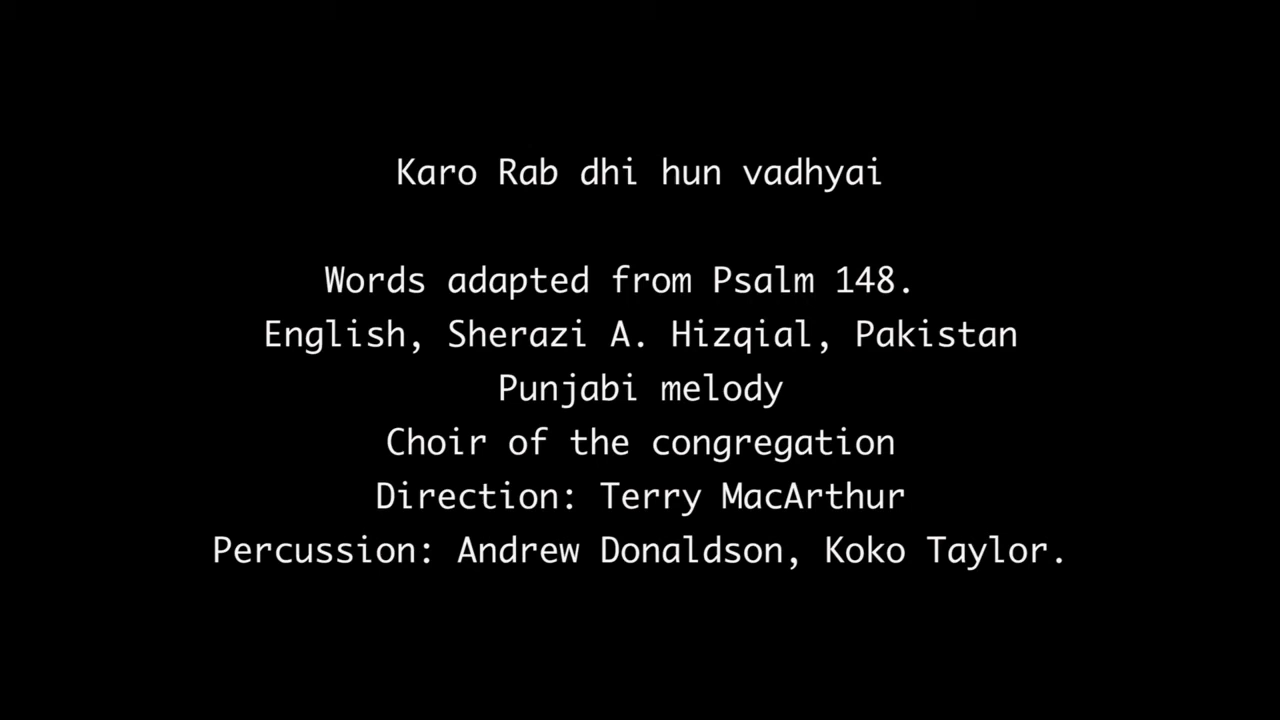 Karo Rab dhi hun vadhyai
Words adapted from Psalm 148.
English, Sherazi A. Hizqial, Pakistan
Punjabi melody
Choir of the congregation
Direction: Terry MacArthur
Percussion: Andrew Donaldson, Koko Taylor.